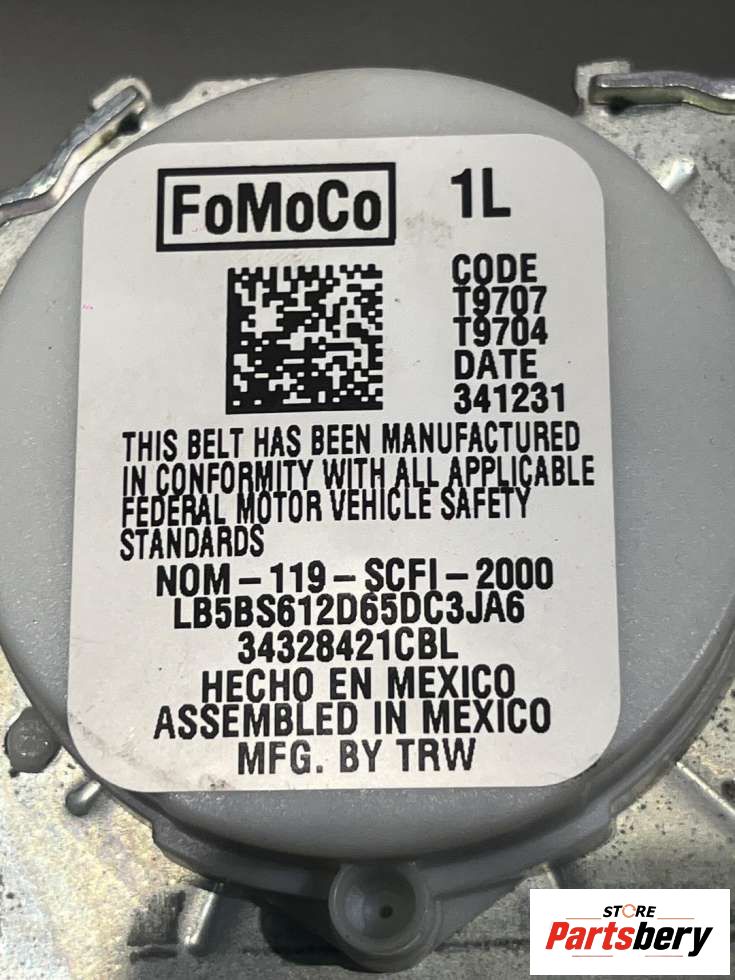 FoMoCo 1L
CODE
T9707
T9704
DATE
341231
THIS BELT HAS BEEN MANUFACTURED
IN CONFORMITY WITH ALL APPLICABLE
FEDERAL MOTOR VEHICLE SAFETY
STANDARDS
NOM-119-SCFI-2000
LB5BS612D65DC3JA6
34328421CBL
HECHO EN MEXICO
ASSEMBLED IN MEXICO
MFG. BY TRW
STORE
Partsbery